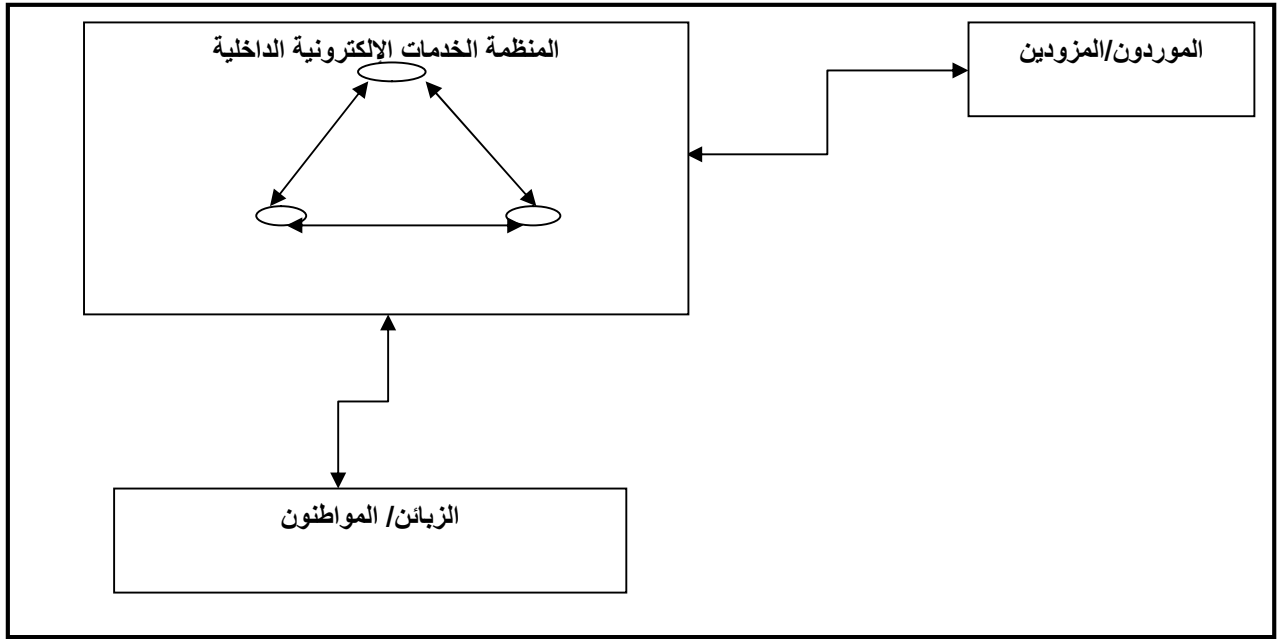 المنظمة الخدمات الإلكترونية الداخلية
الموردون/المزودين
الزبائن/ المواطنون